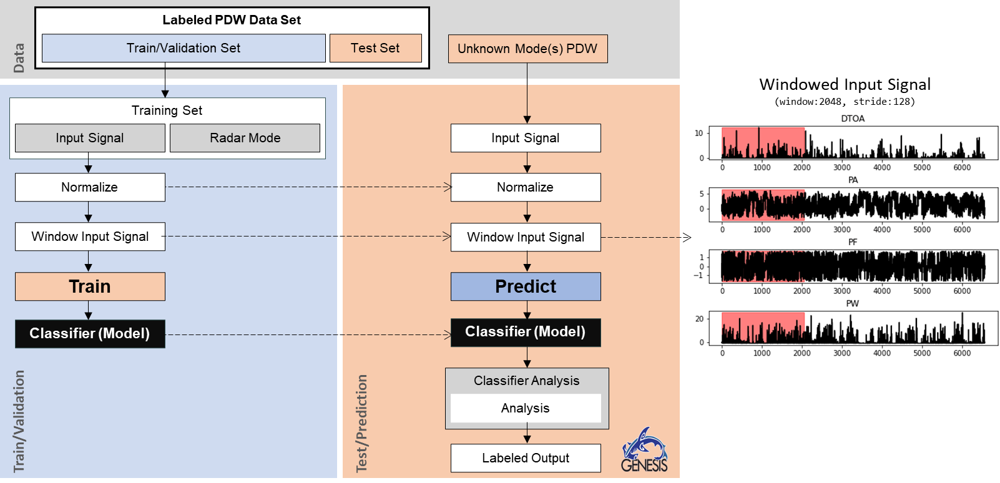 Labeled PDW Data Set
Train/Validation Set
Test Set
Unknown Mode(s) PDW
Data
Training Set
Input Signal
Radar Mode
Normalize
Window Input Signal
Train
Classifier (Model)
Train/Validation
Input Signal
Normalize
Window Input Signal
Predict
Classifier (Model)
Classifier Analysis
Analysis
Labeled Output
Test/Prediction
GENESIS
Windowed Input Signal
(window:2048, stride:128)
DTOA
10
0
0 1000 2000 3000 4000 5000 6000
PA
5
0
0 1000 2000 3000 4000 5000 6000
PF
1
0
−1
0 1000 2000 3000 4000 5000 6000
PW
20
0
0 1000 2000 3000 4000 5000 6000